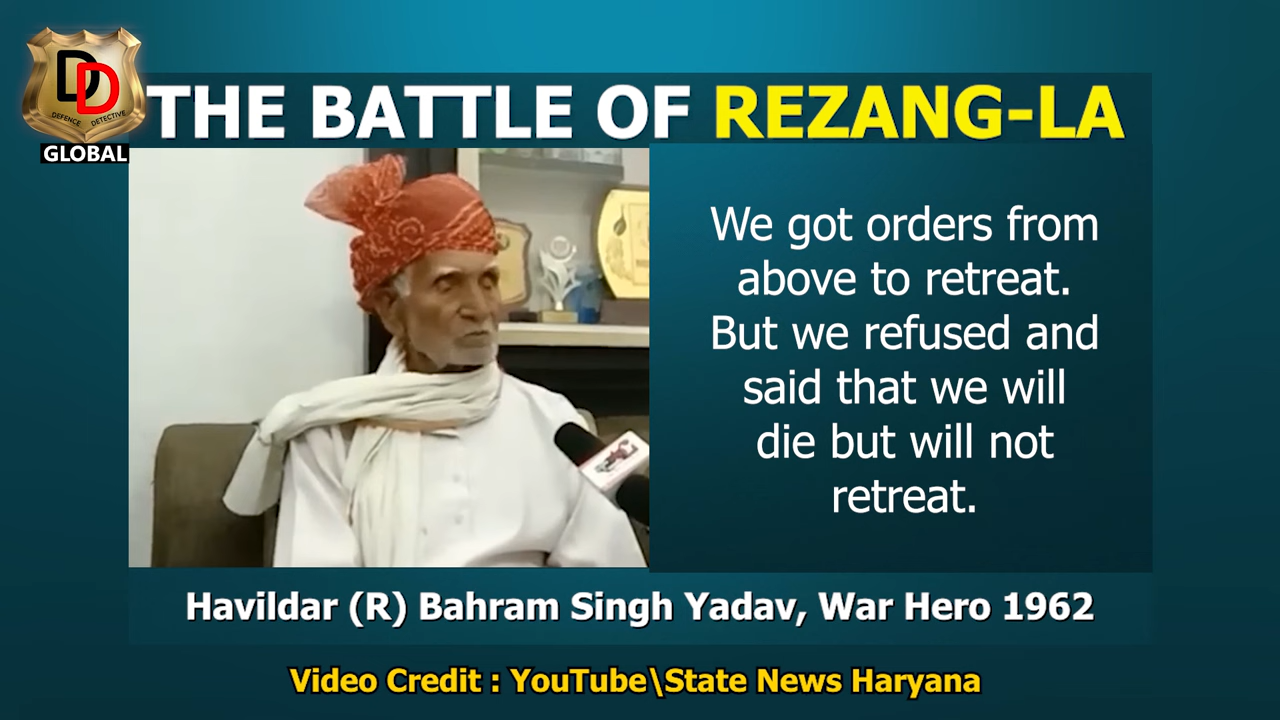 DD
DEFENCE DETECTIVE
GLOBAL
THE BATTLE OF REZANG-LA
We got orders from
above to retreat.
But we refused and
said that we will
die but will not
retreat.
Havildar (R) Bahram Singh Yadav, War Hero 1962
Video Credit : YouTube\State News Haryana